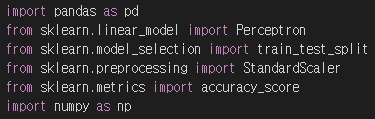 import pandas as pd
from sklearn.linear_model import Perceptron
from sklearn.model_selection import train_test_split
from sklearn.preprocessing import StandardScaler
from sklearn.metrics import accuracy_score
import numpy as np